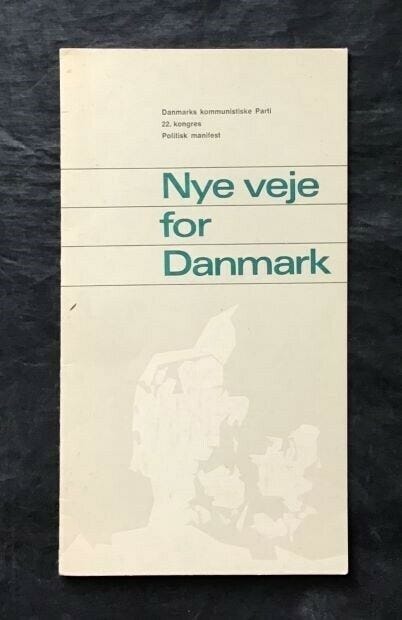 Danmarks kommunistiske Parti
22. kongres
Politisk manifest
Nye veje
for
Danmark